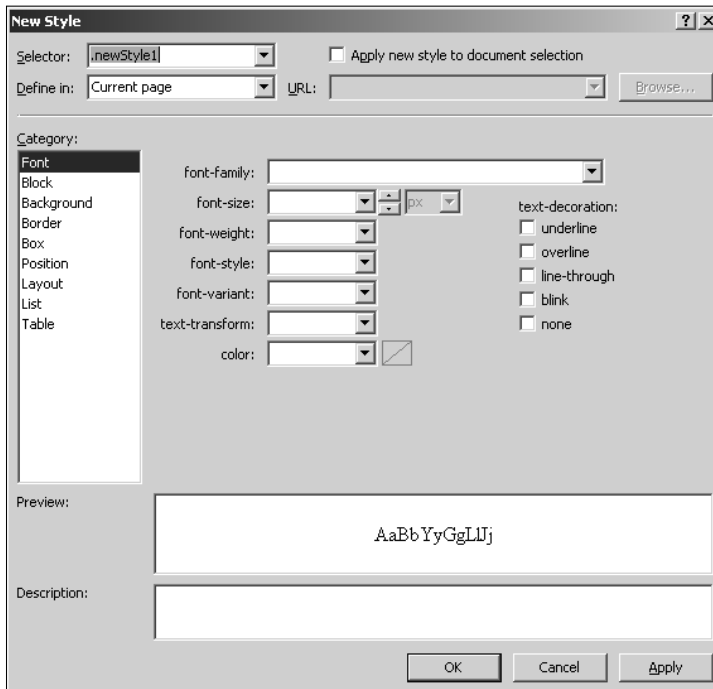 New Style
Selector: .newStyle1 Apply new style to document selection
Define in: Current page URL: Browse...
Category:
Font
Block
Background
Border
Box
Position
Layout
List
Table
font-family:
font-size: px
font-weight:
font-style:
font-variant:
text-transform:
color:
text-decoration:
underline
overline
line-through
blink
none
Preview:
AaBbYyGgLlJj
Description:
OK Cancel Apply